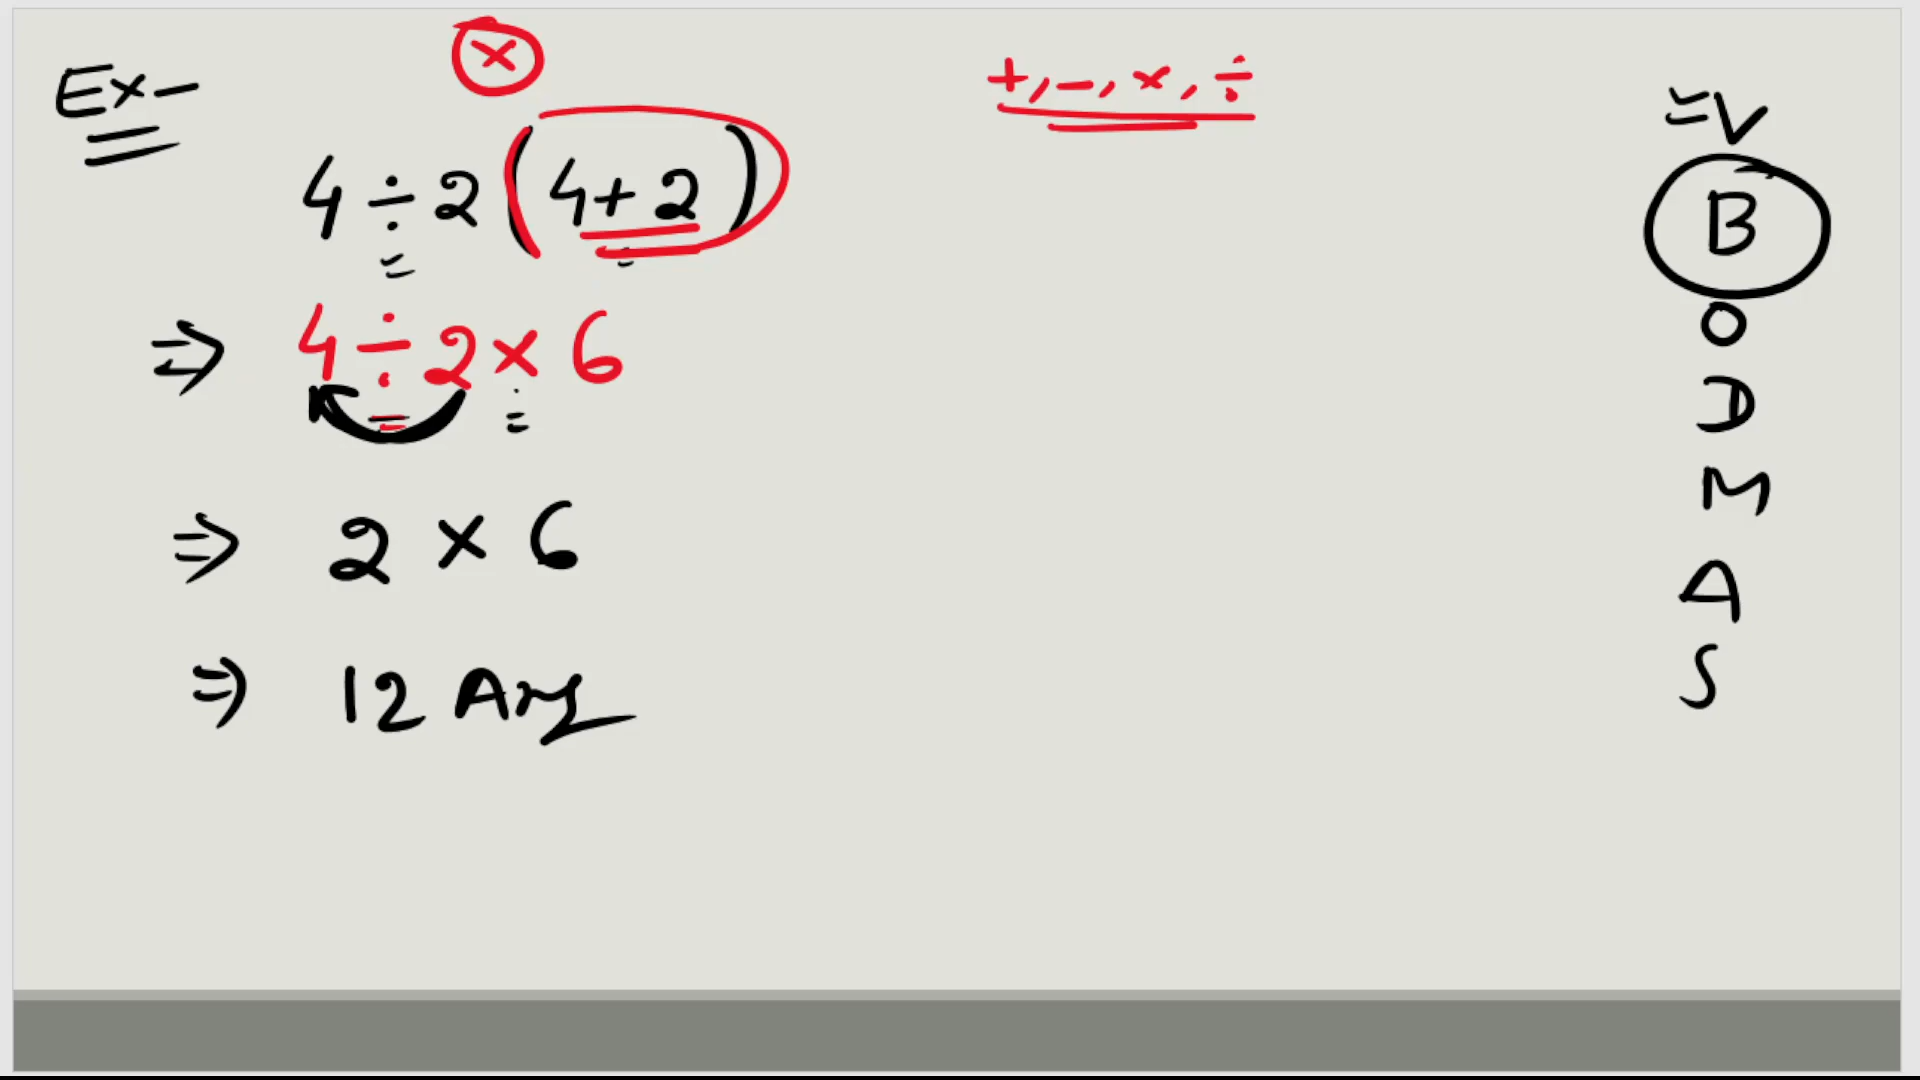 Ex-
×
+, -, ×, ÷
4 ÷ 2 (4 + 2)
⇒ 4 ÷ 2 × 6
⇒ 2 × 6
⇒ 12 Ans
= V
B
O
D
M
A
S